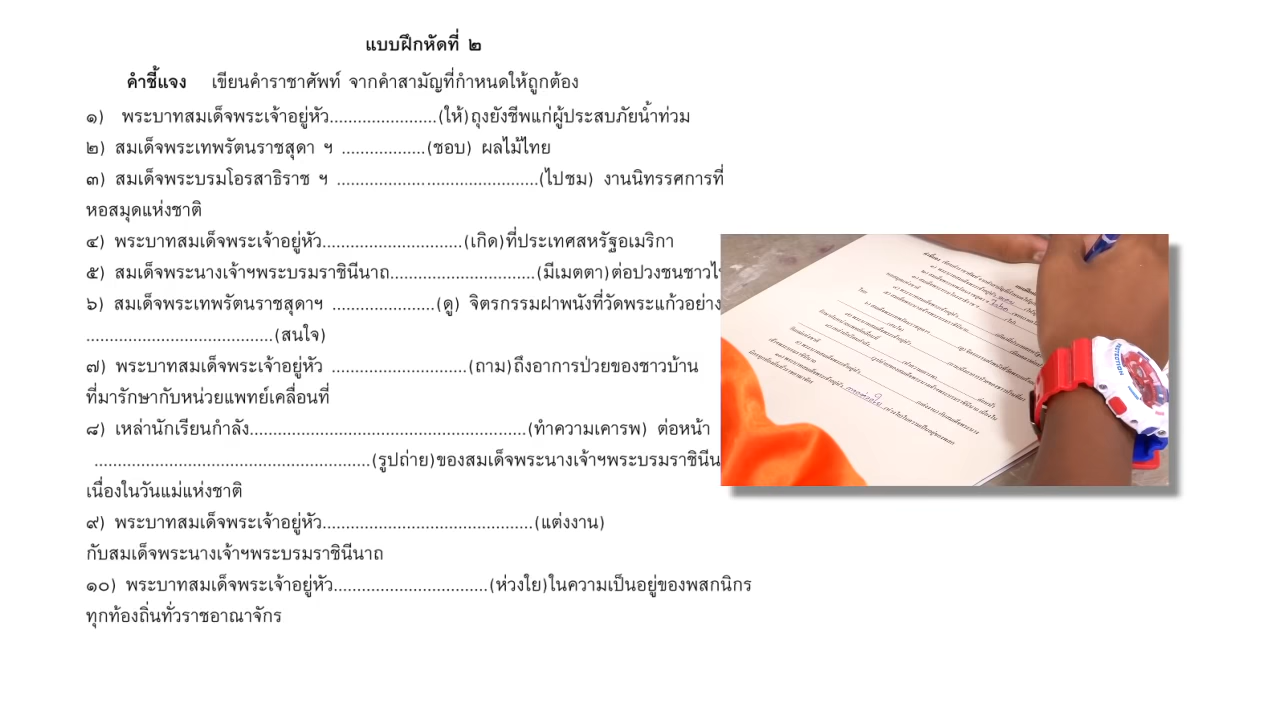 แบบฝึกหัดที่ ๒
คำชี้แจง เขียนคำราชาศัพท์ จากคำสามัญที่กำหนดให้ถูกต้อง
๑) พระบาทสมเด็จพระเจ้าอยู่หัว.......................(ให้)ถุงยังชีพแก่ผู้ประสบภัยน้ำท่วม
๒) สมเด็จพระเทพรัตนราชสุดา ฯ ..................(ชอบ) ผลไม้ไทย
๓) สมเด็จพระบรมโอรสาธิราช ฯ ...........................................(ไปชม) งานนิทรรศการที่
หอสมุดแห่งชาติ
๔) พระบาทสมเด็จพระเจ้าอยู่หัว..............................(เกิด)ที่ประเทศสหรัฐอเมริกา
๕) สมเด็จพระนางเจ้าฯพระบรมราชินีนาถ...............................(มีเมตตา)ต่อปวงชนชาว
๖) สมเด็จพระเทพรัตนราชสุดาฯ ......................(ดู) จิตรกรรมฝาพนังที่วัดพระแก้วอย่าง
........................................(สนใจ)
๗) พระบาทสมเด็จพระเจ้าอยู่หัว .............................(ถาม)ถึงอาการป่วยของชาวบ้าน
ที่มารักษากับหน่วยแพทย์เคลื่อนที่
๘) เหล่านักเรียนกำลัง...........................................................(ทำความเคารพ) ต่อหน้า
...........................................................(รูปถ่าย)ของสมเด็จพระนางเจ้าฯพระบรมราชินีน
เนื่องในวันแม่แห่งชาติ
๙) พระบาทสมเด็จพระเจ้าอยู่หัว.............................................(แต่งงาน)
กับสมเด็จพระนางเจ้าฯพระบรมราชินีนาถ
๑๐) พระบาทสมเด็จพระเจ้าอยู่หัว.................................(ห่วงใย)ในความเป็นอยู่ของพสกนิกร
ทุกท้องถิ่นทั่วราชอาณาจักร